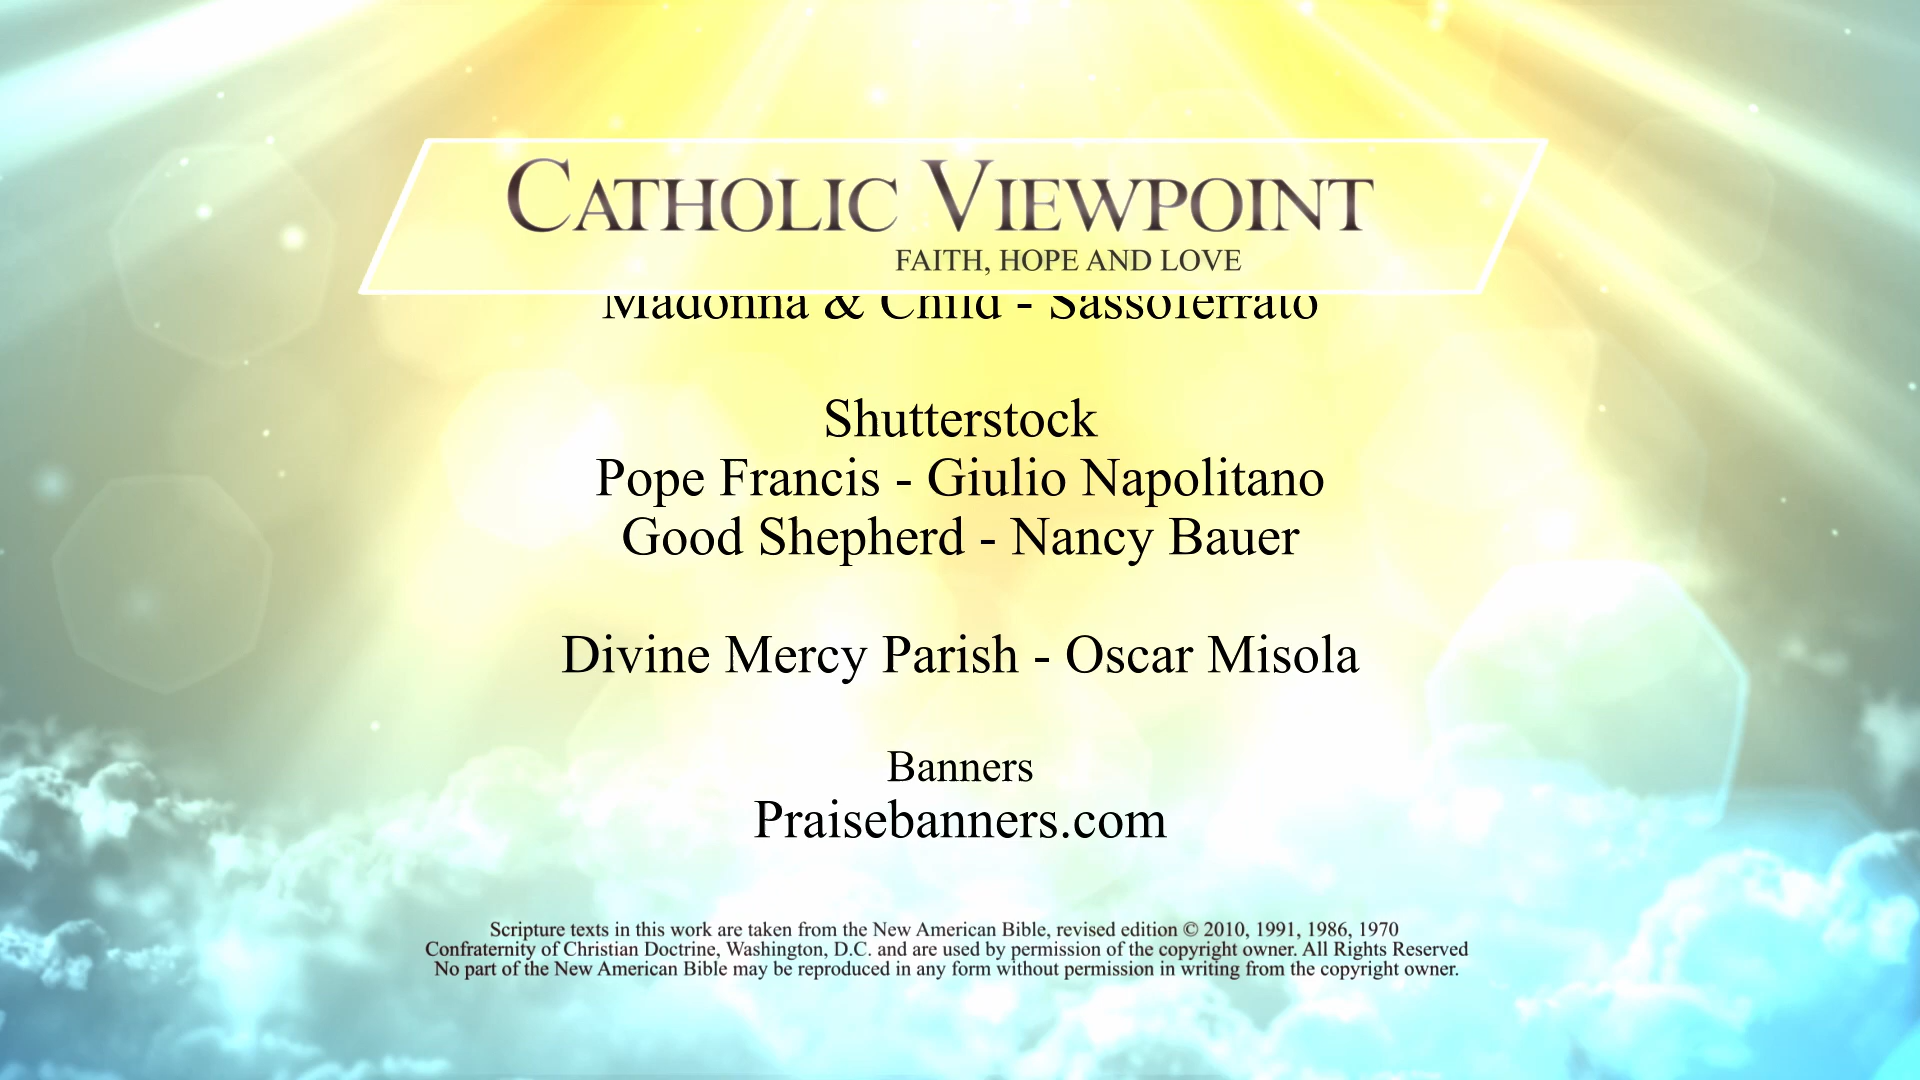 CATHOLIC VIEWPOINT
FAITH, HOPE AND LOVE
Madonna & Child - Sassoferrato
Shutterstock
Pope Francis - Giulio Napolitano
Good Shepherd - Nancy Bauer
Divine Mercy Parish - Oscar Misola
Banners
Praisebanners.com
Scripture texts in this work are taken from the New American Bible, revised edition © 2010, 1991, 1986, 1970
Confraternity of Christian Doctrine, Washington, D.C. and are used by permission of the copyright owner. All Rights Reserved
No part of the New American Bible may be reproduced in any form without permission in writing from the copyright owner.